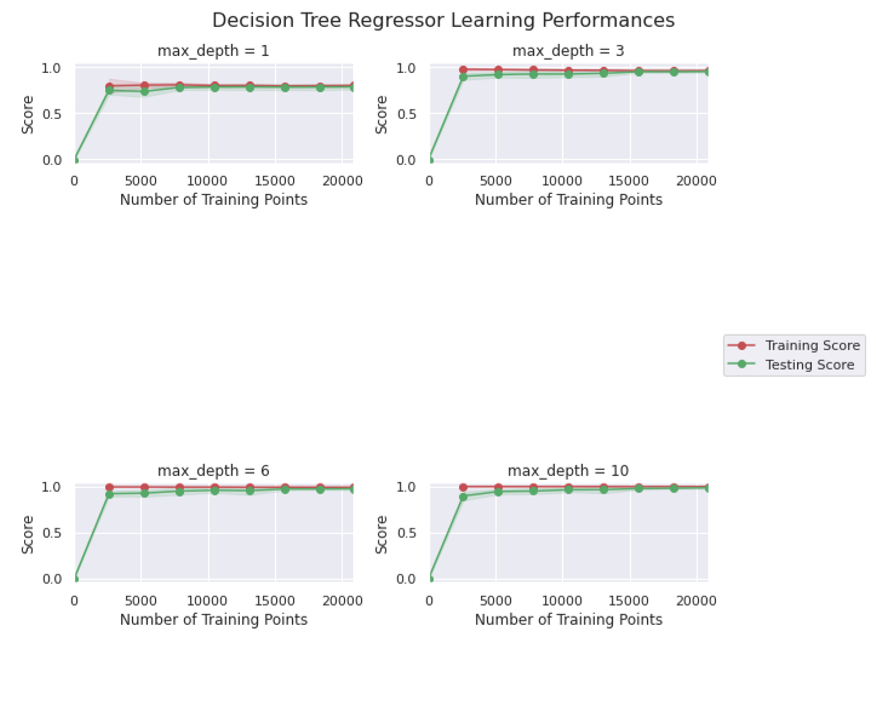 Decision Tree Regressor Learning Performances
max_depth = 1
1.0
0.5
0.0
Score
0 5000 10000 15000 20000
Number of Training Points
max_depth = 3
1.0
0.5
0.0
Score
0 5000 10000 15000 20000
Number of Training Points
Training Score
Testing Score
max_depth = 6
1.0
0.5
0.0
Score
0 5000 10000 15000 20000
Number of Training Points
max_depth = 10
1.0
0.5
0.0
Score
0 5000 10000 15000 20000
Number of Training Points